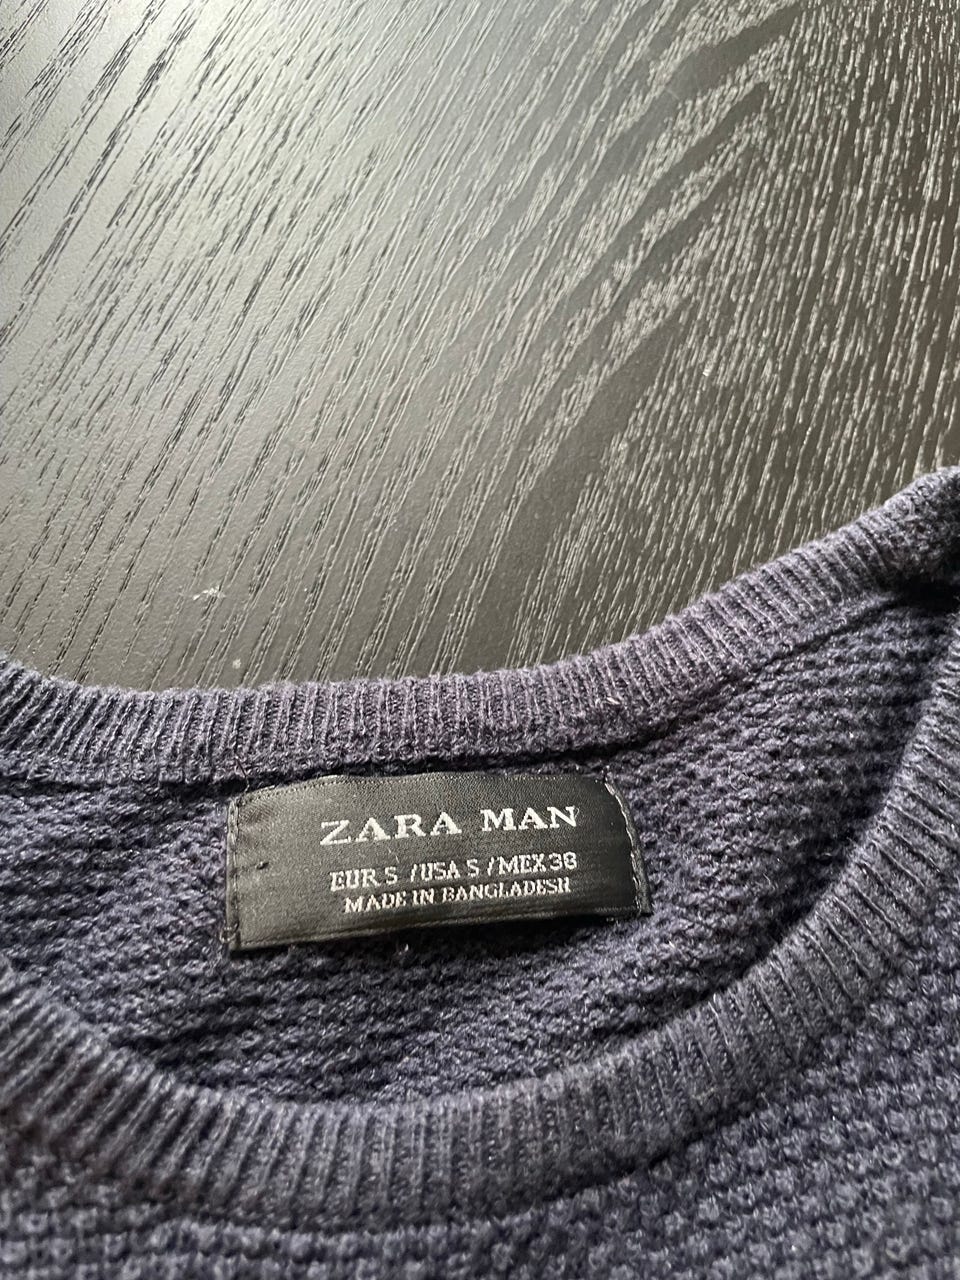 ZARA MAN
EUR S /USA S /MEX 38
MADE IN BANGLADESH